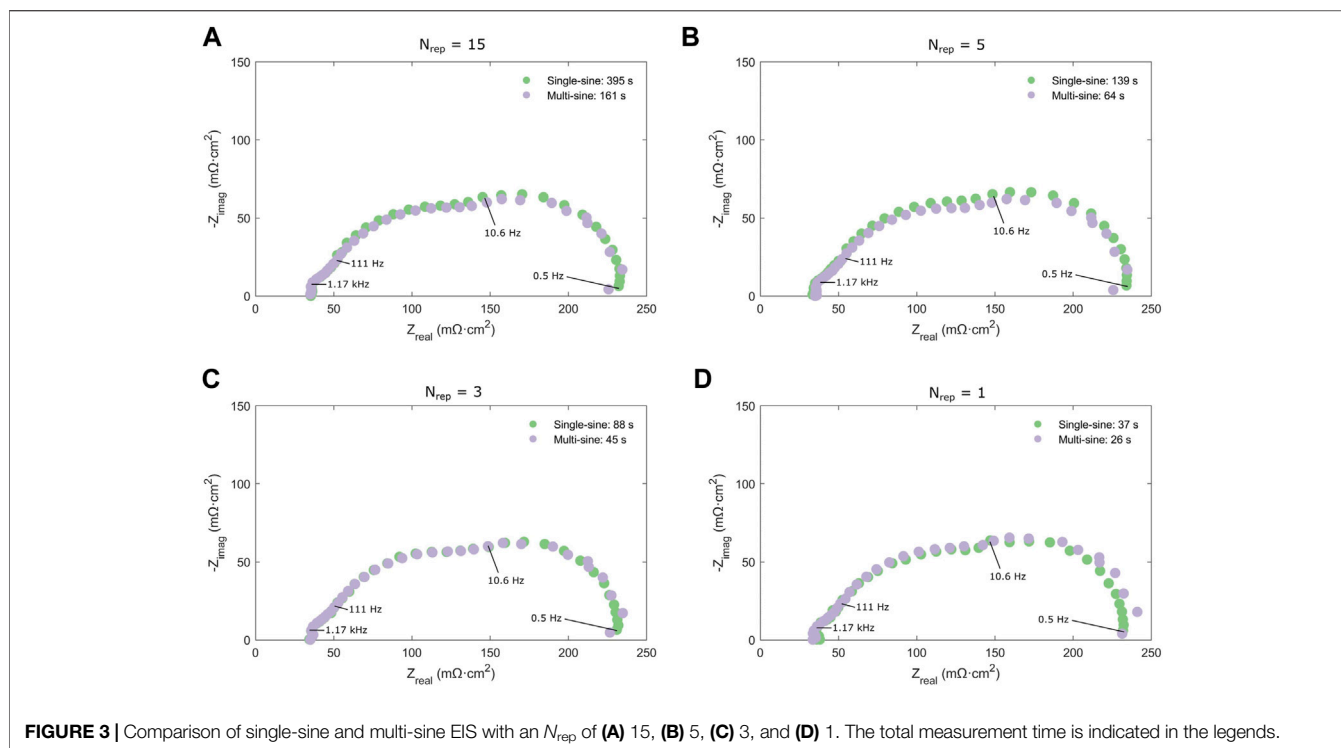 A
N_rep = 15
150
100
50
0
-Z_imag (mΩ·cm²)
Single-sine: 395 s
Multi-sine: 161 s
10.6 Hz
111 Hz
0.5 Hz
1.17 kHz
0 50 100 150 200 250
Z_real (mΩ·cm²)
B
N_rep = 5
150
100
50
0
-Z_imag (mΩ·cm²)
Single-sine: 139 s
Multi-sine: 64 s
10.6 Hz
111 Hz
0.5 Hz
1.17 kHz
0 50 100 150 200 250
Z_real (mΩ·cm²)
C
N_rep = 3
150
100
50
0
-Z_imag (mΩ·cm²)
Single-sine: 88 s
Multi-sine: 45 s
10.6 Hz
111 Hz
0.5 Hz
1.17 kHz
0 50 100 150 200 250
Z_real (mΩ·cm²)
D
N_rep = 1
150
100
50
0
-Z_imag (mΩ·cm²)
Single-sine: 37 s
Multi-sine: 26 s
10.6 Hz
111 Hz
0.5 Hz
1.17 kHz
0 50 100 150 200 250
Z_real (mΩ·cm²)
FIGURE 3 | Comparison of single-sine and multi-sine EIS with an N_rep of (A) 15, (B) 5, (C) 3, and (D) 1. The total measurement time is indicated in the legends.